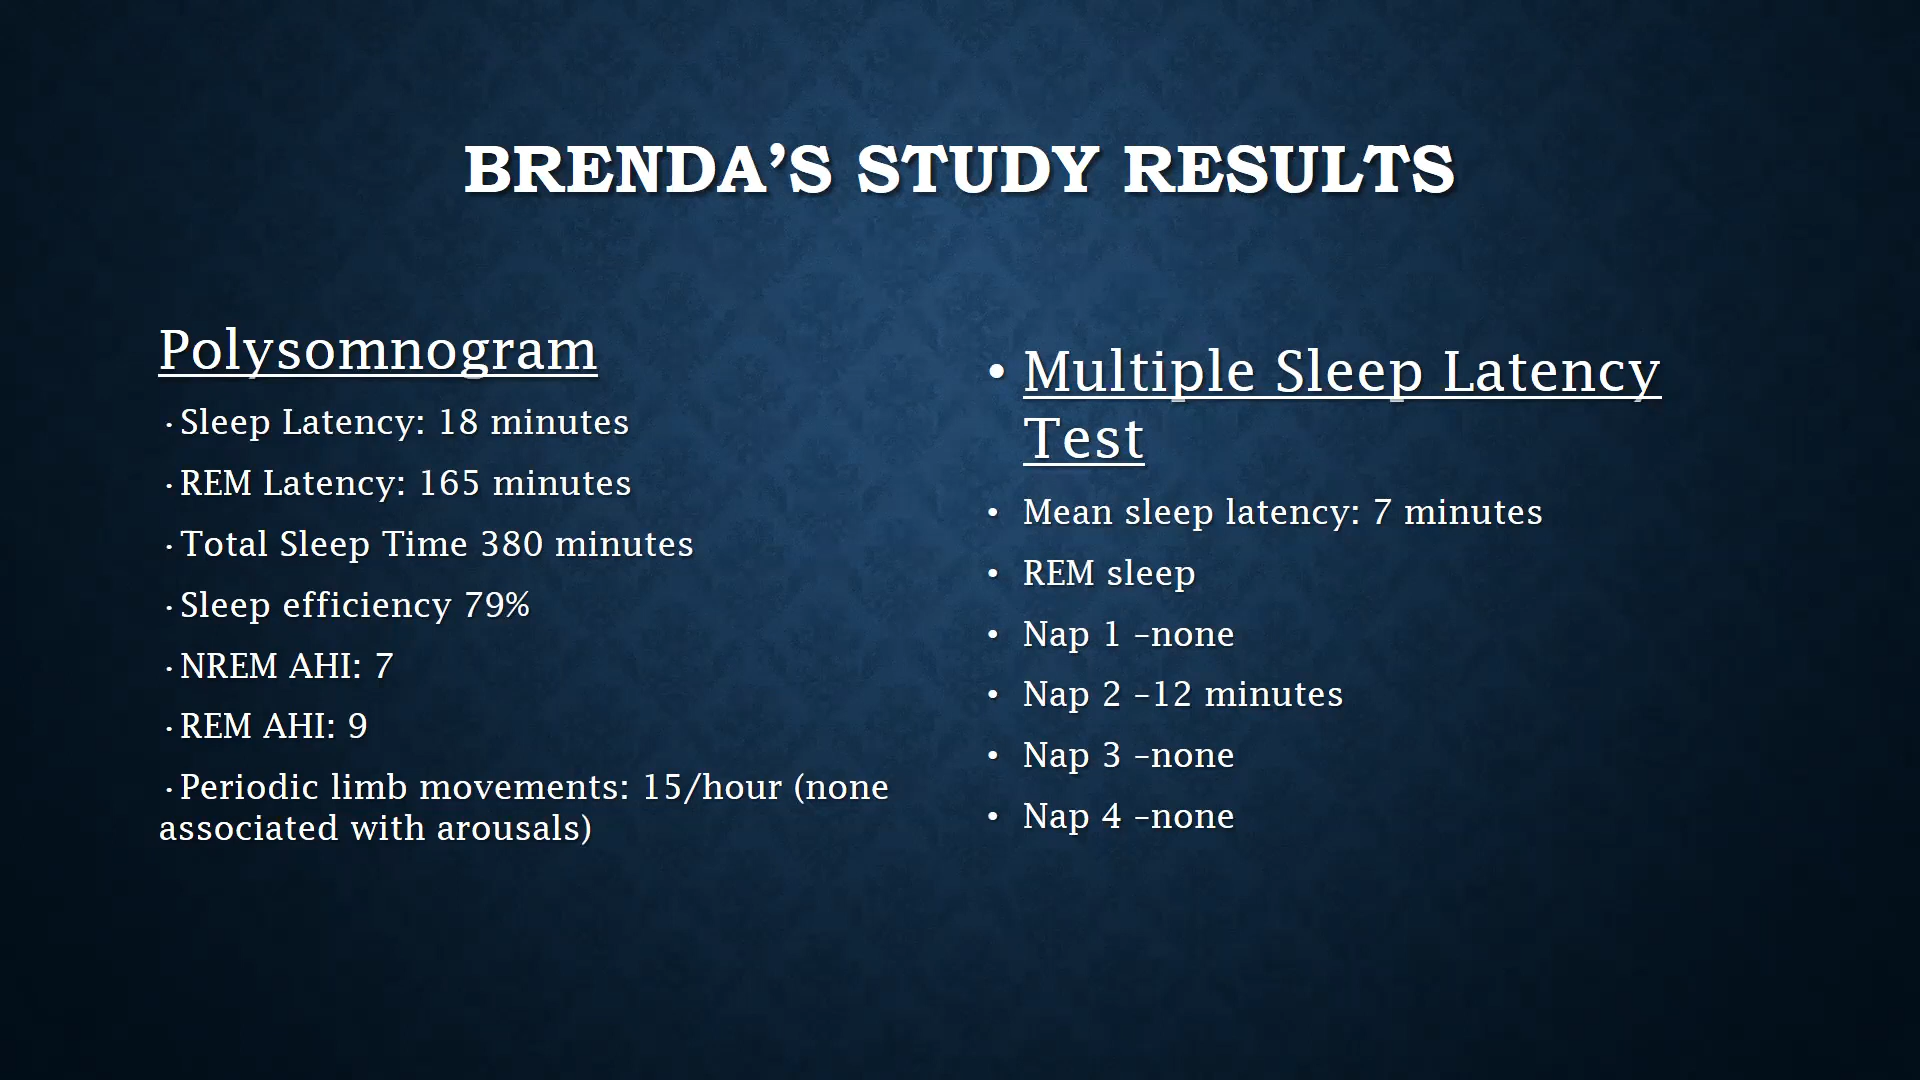 BRENDA’S STUDY RESULTS
Polysomnogram
· Sleep Latency: 18 minutes
· REM Latency: 165 minutes
· Total Sleep Time 380 minutes
· Sleep efficiency 79%
· NREM AHI: 7
· REM AHI: 9
· Periodic limb movements: 15/hour (none
associated with arousals)
• Multiple Sleep Latency
Test
• Mean sleep latency: 7 minutes
• REM sleep
• Nap 1 –none
• Nap 2 –12 minutes
• Nap 3 –none
• Nap 4 –none